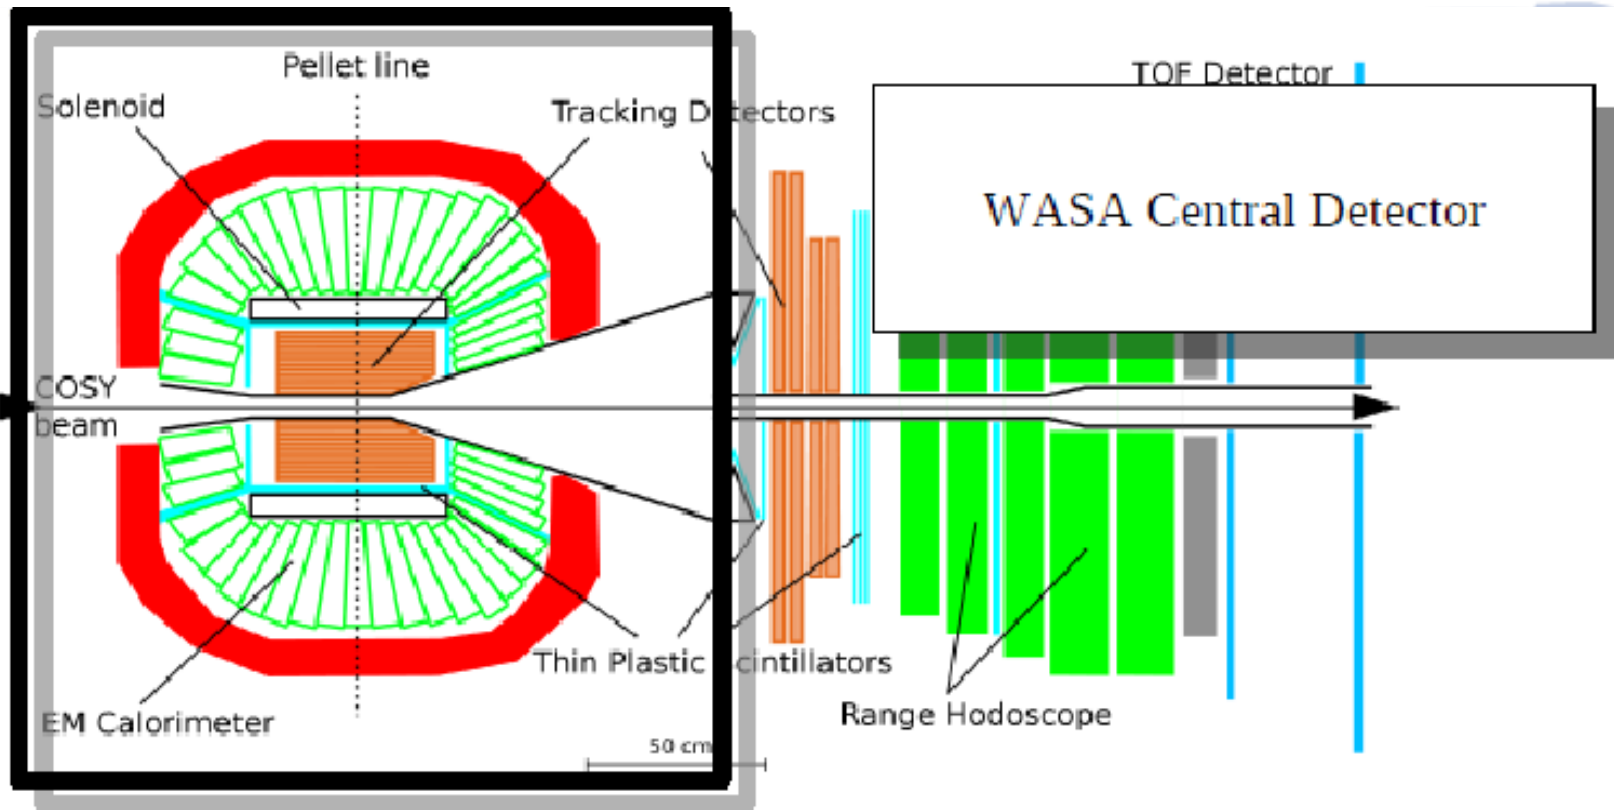 Pellet line
TOF Detector
Solenoid
Tracking Detectors
WASA Central Detector
COSY
beam
Thin Plastic Scintillators
Range Hodoscope
EM Calorimeter
50 cm